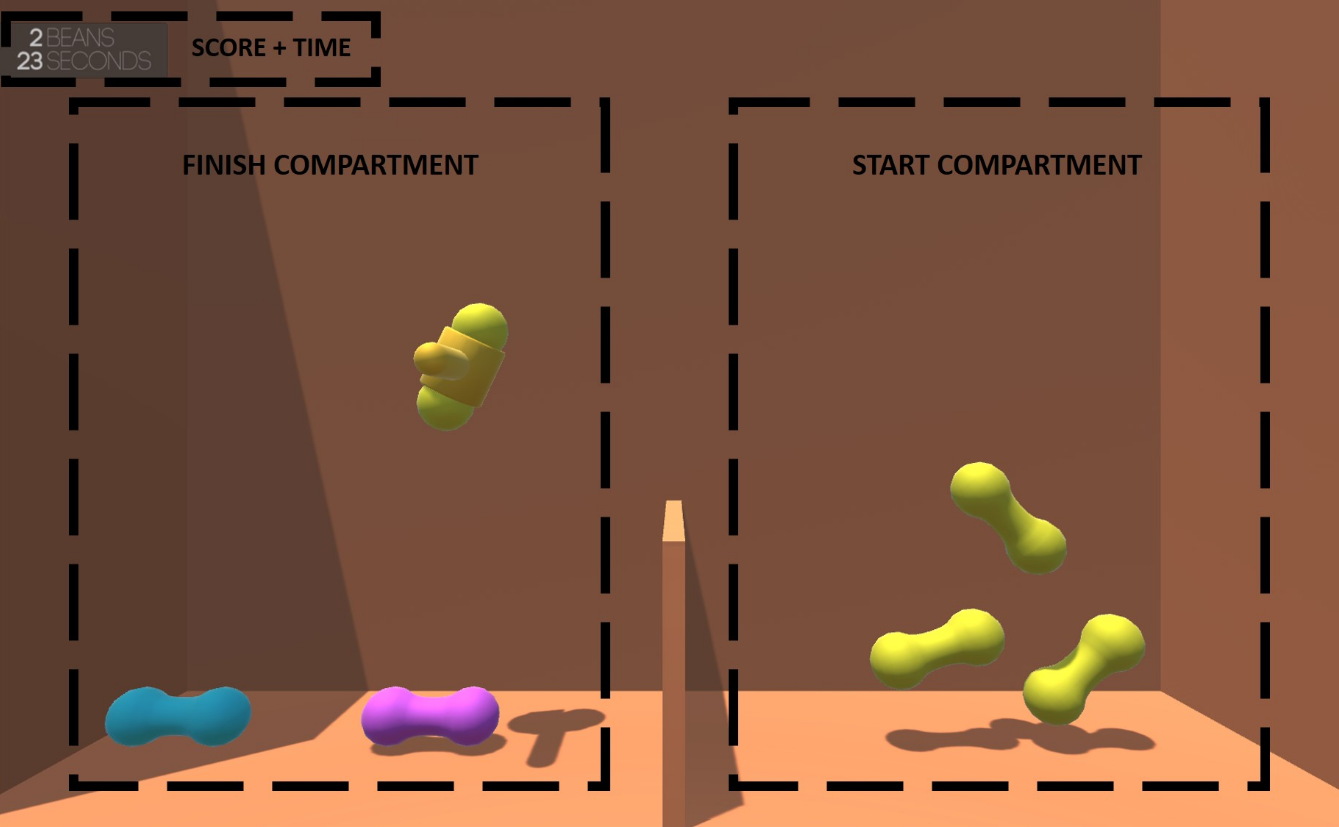 2 BEANS
23 SECONDS
SCORE + TIME
FINISH COMPARTMENT
START COMPARTMENT